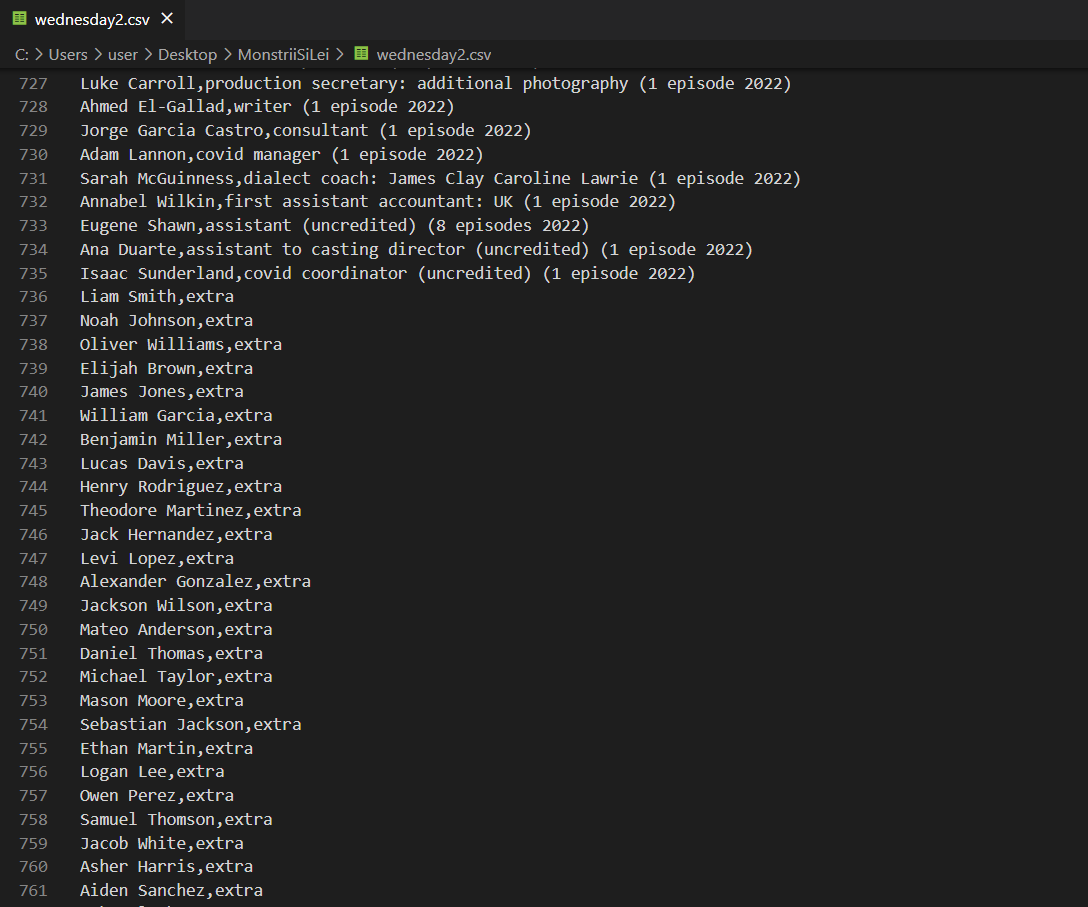 wednesday2.csv
C: > Users > user > Desktop > MonstriiSiLei > wednesday2.csv
727 Luke Carroll,production secretary: additional photography (1 episode 2022)
728 Ahmed El-Gallad,writer (1 episode 2022)
729 Jorge Garcia Castro,consultant (1 episode 2022)
730 Adam Lannon,covid manager (1 episode 2022)
731 Sarah McGuinness,dialect coach: James Clay Caroline Lawrie (1 episode 2022)
732 Annabel Wilkin,first assistant accountant: UK (1 episode 2022)
733 Eugene Shawn,assistant (uncredited) (8 episodes 2022)
734 Ana Duarte,assistant to casting director (uncredited) (1 episode 2022)
735 Isaac Sunderland,covid coordinator (uncredited) (1 episode 2022)
736 Liam Smith,extra
737 Noah Johnson,extra
738 Oliver Williams,extra
739 Elijah Brown,extra
740 James Jones,extra
741 William Garcia,extra
742 Benjamin Miller,extra
743 Lucas Davis,extra
744 Henry Rodriguez,extra
745 Theodore Martinez,extra
746 Jack Hernandez,extra
747 Levi Lopez,extra
748 Alexander Gonzalez,extra
749 Jackson Wilson,extra
750 Mateo Anderson,extra
751 Daniel Thomas,extra
752 Michael Taylor,extra
753 Mason Moore,extra
754 Sebastian Jackson,extra
755 Ethan Martin,extra
756 Logan Lee,extra
757 Owen Perez,extra
758 Samuel Thomson,extra
759 Jacob White,extra
760 Asher Harris,extra
761 Aiden Sanchez,extra